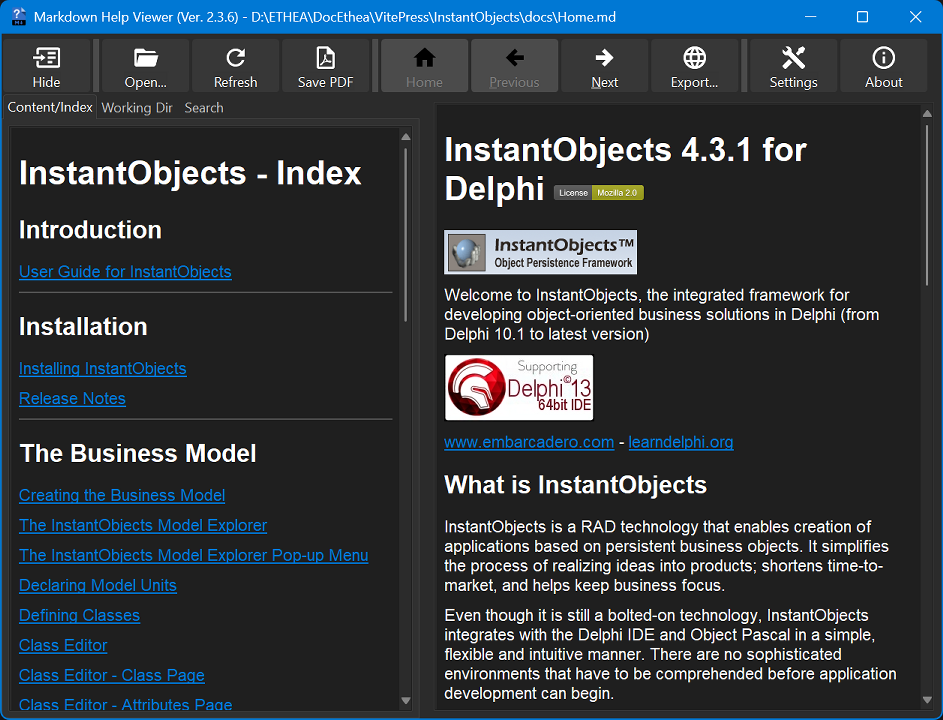 Markdown Help Viewer (Ver. 2.3.6) - D:\ETHEA\DocEthea\VitePress\InstantObjects\docs\Home.md
Hide
Open...
Refresh
Save PDF
Home
Previous
Next
Export...
Settings
About
Content/Index Working Dir Search
InstantObjects - Index
Introduction
User Guide for InstantObjects
Installation
Installing InstantObjects
Release Notes
The Business Model
Creating the Business Model
The InstantObjects Model Explorer
The InstantObjects Model Explorer Pop-up Menu
Declaring Model Units
Defining Classes
Class Editor
Class Editor - Class Page
Class Editor - Attributes Page
InstantObjects 4.3.1 for
Delphi License Mozilla 2.0
InstantObjects™
Object Persistence Framework
Welcome to InstantObjects, the integrated framework for
developing object-oriented business solutions in Delphi (from
Delphi 10.1 to latest version)
Supporting
Delphi©13
64bit IDE
www.embarcadero.com - learndelphi.org
What is InstantObjects
InstantObjects is a RAD technology that enables creation of
applications based on persistent business objects. It simplifies
the process of realizing ideas into products; shortens time-to-
market, and helps keep business focus.
Even though it is still a bolted-on technology, InstantObjects
integrates with the Delphi IDE and Object Pascal in a simple,
flexible and intuitive manner. There are no sophisticated
environments that have to be comprehended before application
development can begin.